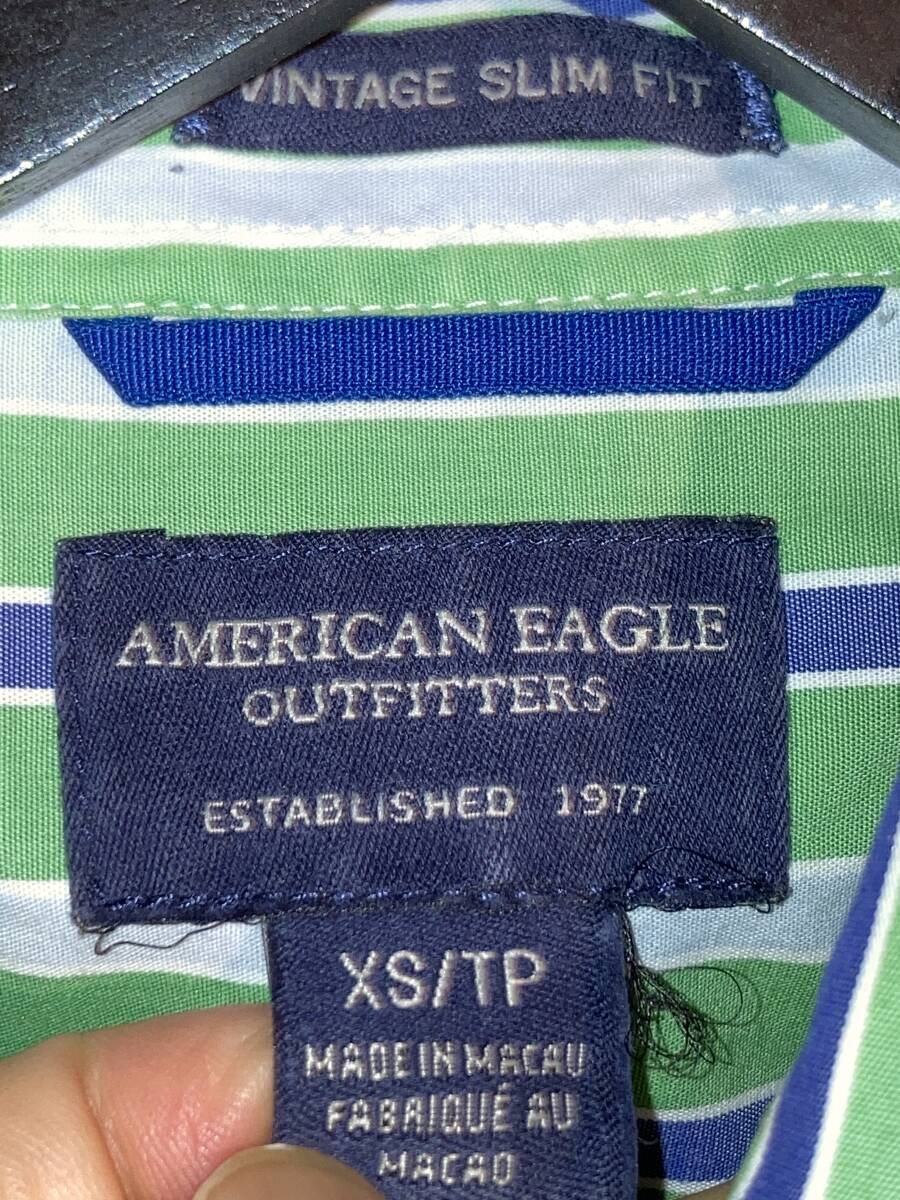 VINTAGE SLIM FIT
AMERICAN EAGLE
OUTFITTERS
ESTABLISHED 1977
XS/TP
MADE IN MACAU
FABRIQUÉ AU
MACAO